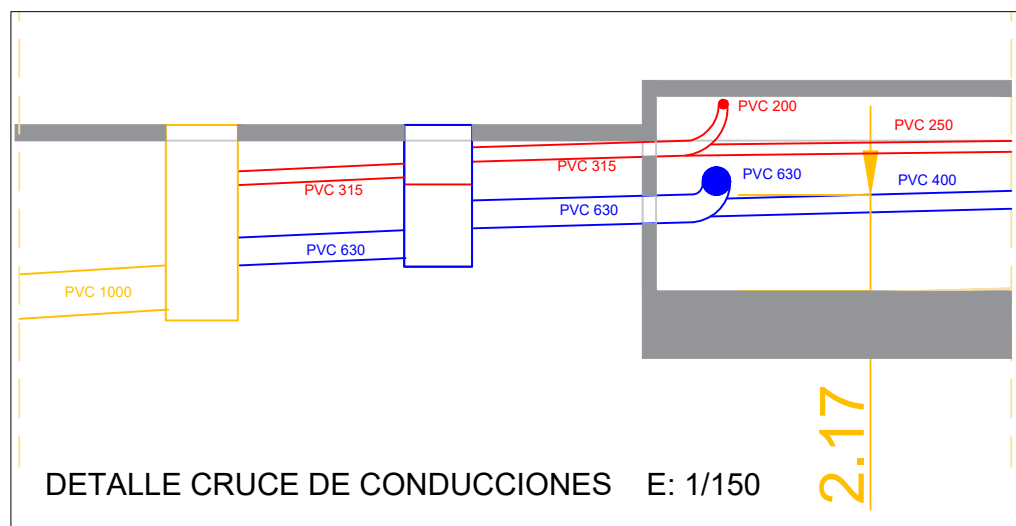 PVC 200
PVC 250
PVC 315
PVC 315
PVC 630
PVC 400
PVC 630
PVC 630
PVC 1000
2.17
DETALLE CRUCE DE CONDUCCIONES E: 1/150